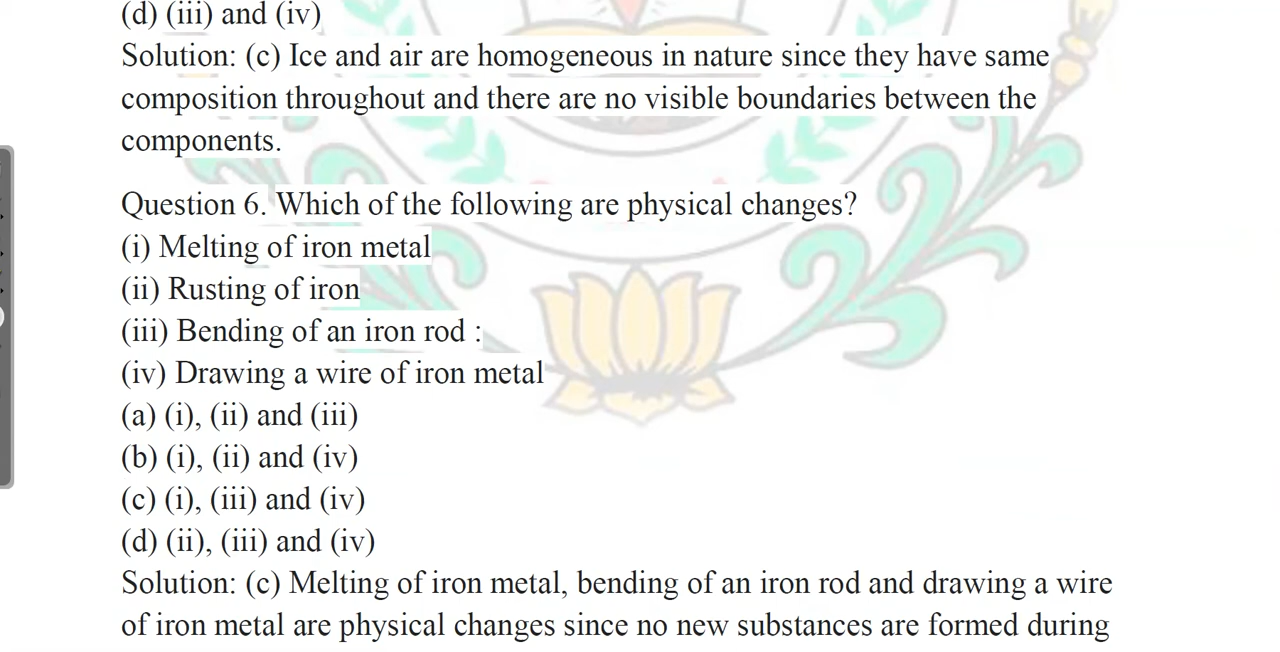 (d) (iii) and (iv)
Solution: (c) Ice and air are homogeneous in nature since they have same
composition throughout and there are no visible boundaries between the
components.
Question 6. Which of the following are physical changes?
(i) Melting of iron metal
(ii) Rusting of iron
(iii) Bending of an iron rod :
(iv) Drawing a wire of iron metal
(a) (i), (ii) and (iii)
(b) (i), (ii) and (iv)
(c) (i), (iii) and (iv)
(d) (ii), (iii) and (iv)
Solution: (c) Melting of iron metal, bending of an iron rod and drawing a wire
of iron metal are physical changes since no new substances are formed during